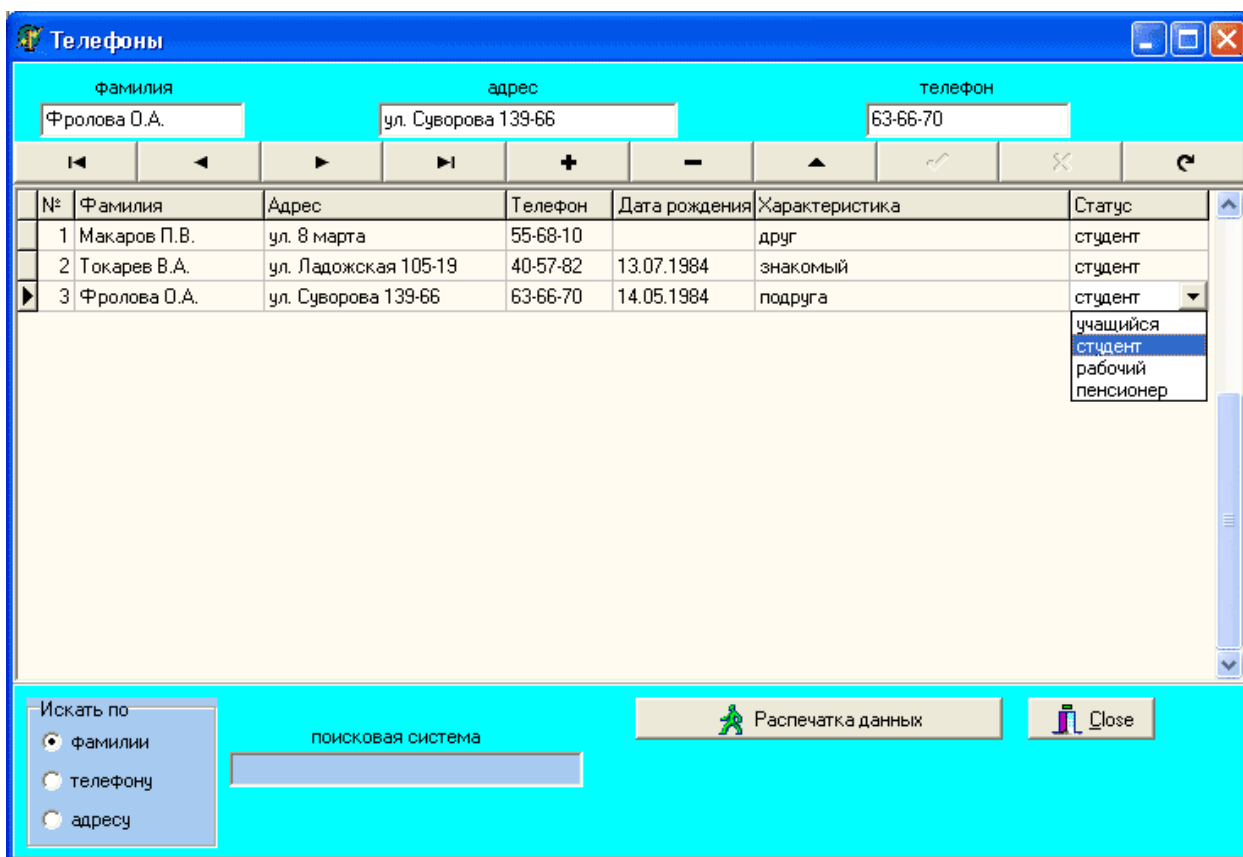 Телефоны
фамилия адрес телефон
Фролова О.А. ул. Суворова 139-66 63-66-70
№ Фамилия Адрес Телефон Дата рождения Характеристика Статус
1 Макаров П.В. ул. 8 марта 55-68-10 друг студент
2 Токарев В.А. ул. Ладожская 105-19 40-57-82 13.07.1984 знакомый студент
3 Фролова О.А. ул. Суворова 139-66 63-66-70 14.05.1984 подруга студент
учащийся
студент
рабочий
пенсионер
Искать по
фамилии
телефону
адресу
поисковая система
Распечатка данных
Close